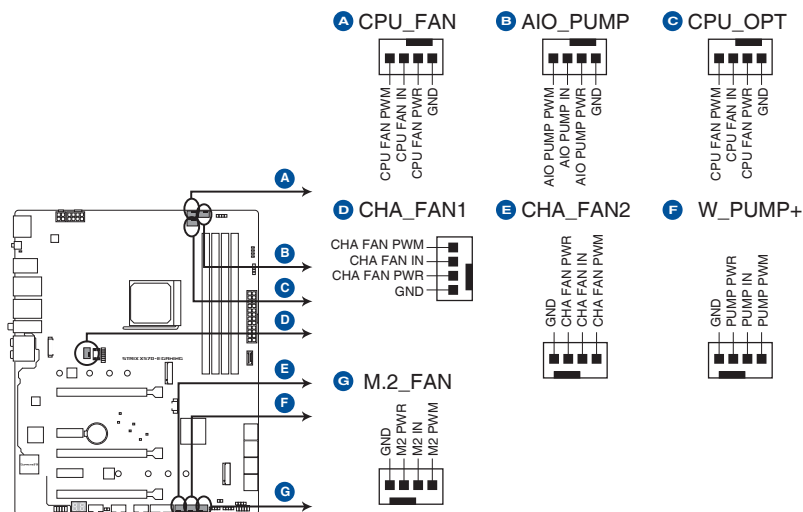 A CPU_FAN
CPU FAN PWM
CPU FAN IN
CPU FAN PWR
GND
B AIO_PUMP
AIO PUMP PWM
AIO PUMP IN
AIO PUMP PWR
GND
C CPU_OPT
CPU FAN PWM
CPU FAN IN
CPU FAN PWR
GND
D CHA_FAN1
CHA FAN PWM
CHA FAN IN
CHA FAN PWR
GND
E CHA_FAN2
GND
CHA FAN PWR
CHA FAN IN
CHA FAN PWM
F W_PUMP+
GND
PUMP PWR
PUMP IN
PUMP PWM
G M.2_FAN
GND
M2 PWR
M2 IN
M2 PWM
A
B
C
D
E
F
G
STRIX X570-E GAMING